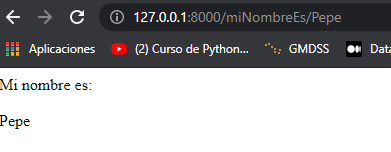 127.0.0.1:8000/miNombreEs/Pepe
Aplicaciones (2) Curso de Python... GMDSS Data
Mi nombre es:
Pepe